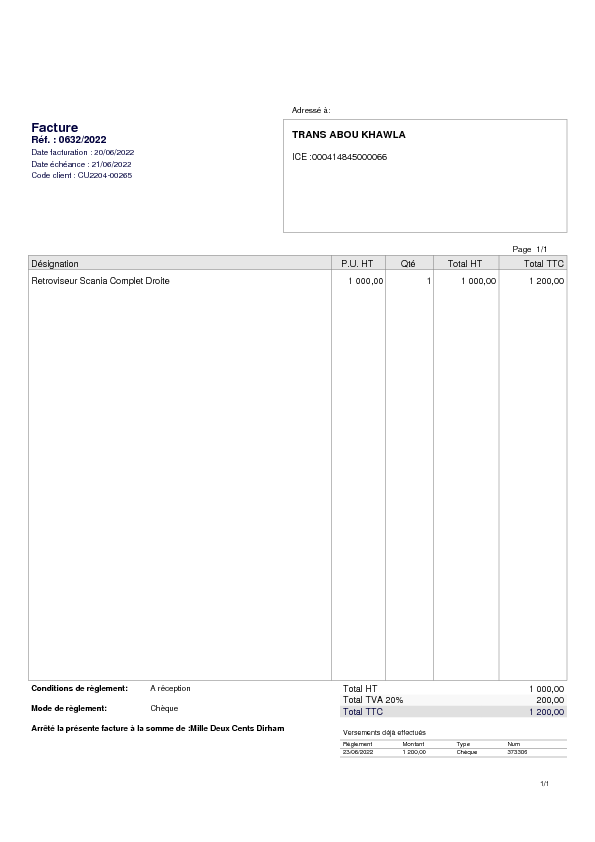 Adressé à:
Facture
Réf. : 0632/2022
Date facturation : 20/06/2022
Date échéance : 21/06/2022
Code client : CU2204-00265
TRANS ABOU KHAWLA
ICE :000414845000066
Page 1/1
Désignation P.U. HT Qté Total HT Total TTC
Retroviseur Scania Complet Droite 1 000,00 1 1 000,00 1 200,00
Conditions de règlement: A réception
Mode de règlement: Chèque
Arrêté la présente facture à la somme de :Mille Deux Cents Dirham
Total HT 1 000,00
Total TVA 20% 200,00
Total TTC 1 200,00
Versements déjà effectués
Règlement Montant Type Num
23/06/2022 1 200,00 Chèque 373306
1/1